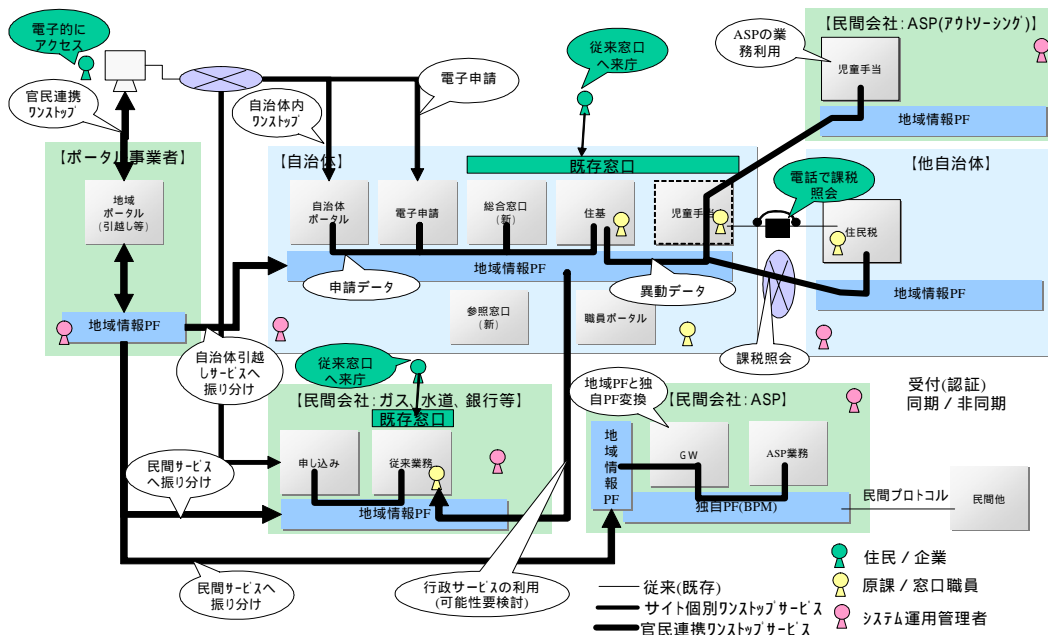 電子的に
アクセス
官民連携
ワンストップ
自治体内
ワンストップ
電子申請
従来窓口
へ来庁
ASPの業
務利用
【民間会社:ASP(アウトソーシング)】
児童手当
地域情報PF
【ポータル事業者】
地域
ポータル
(引越し等)
地域情報PF
【自治体】
既存窓口
自治体
ポータル
電子申請
総合窓口
(新)
住基
児童手当
地域情報PF
申請データ
異動データ
参照窓口
(新)
職員ポータル
電話で課税
照会
【他自治体】
住民税
地域情報PF
課税照会
自治体引越
しサービスへ
振り分け
従来窓口
へ来庁
【民間会社:ガス、水道、銀行等】
既存窓口
申し込み
従来業務
地域情報PF
民間サービス
へ振り分け
民間サービスへ
振り分け
行政サービスの利用
(可能性要検討)
地域PFと独
自PF変換
【民間会社:ASP】
地
域
情
報
PF
GW
ASP業務
独自PF(BPM)
民間プロトコル
民間他
受付(認証)
同期 / 非同期
従来(既存)
サイト個別ワンストップサービス
官民連携ワンストップサービス
住民 / 企業
原課 / 窓口職員
システム運用管理者